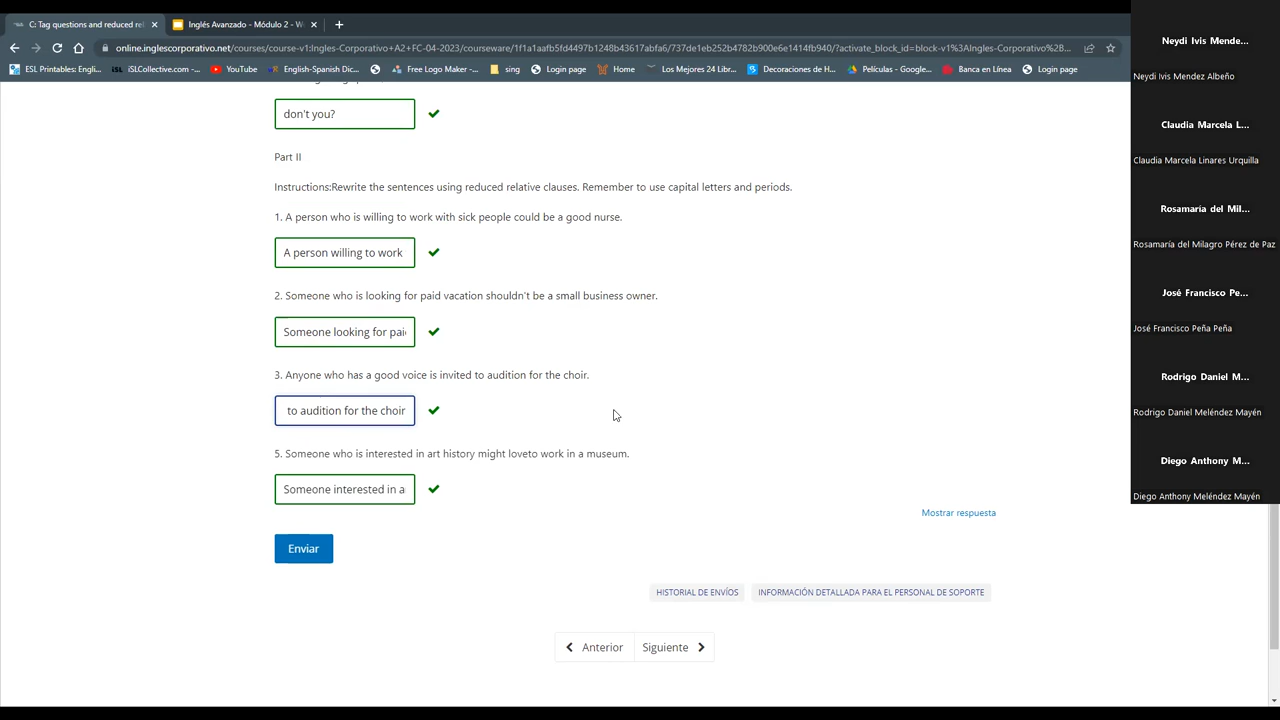 C: Tag questions and reduced rel
Inglés Avanzado - Módulo 2 - W
online.inglescorporativo.net/courses/course-v1:Ingles-Corporativo+A2+FC-04-2023/courseware/1f1a1aafb5fd4497b1248b43617abfa6/737de1eb252b4782b900e6e1414fb940/?activate_block_id=block-v1%3AIngles-Corporativo%2B...
ESL Printables: Engli... iSLCollective.com -... YouTube English-Spanish Dic... Free Logo Maker -... sing Login page Home Los Mejores 24 Libr... Decoraciones de H... Películas - Google... Banca en Línea Login page
don't you?
Part II
Instructions:Rewrite the sentences using reduced relative clauses. Remember to use capital letters and periods.
1. A person who is willing to work with sick people could be a good nurse.
A person willing to work
2. Someone who is looking for paid vacation shouldn't be a small business owner.
Someone looking for pai
3. Anyone who has a good voice is invited to audition for the choir.
to audition for the choir
5. Someone who is interested in art history might loveto work in a museum.
Someone interested in a
Mostrar respuesta
Enviar
HISTORIAL DE ENVÍOS INFORMACIÓN DETALLADA PARA EL PERSONAL DE SOPORTE
Anterior Siguiente
Neydi Ivis Mende...
Neydi Ivis Mendez Albeño
Claudia Marcela L...
Claudia Marcela Linares Urquilla
Rosamaría del Mil...
Rosamaría del Milagro Pérez de Paz
José Francisco Pe...
José Francisco Peña Peña
Rodrigo Daniel M...
Rodrigo Daniel Meléndez Mayén
Diego Anthony M...
Diego Anthony Meléndez Mayén